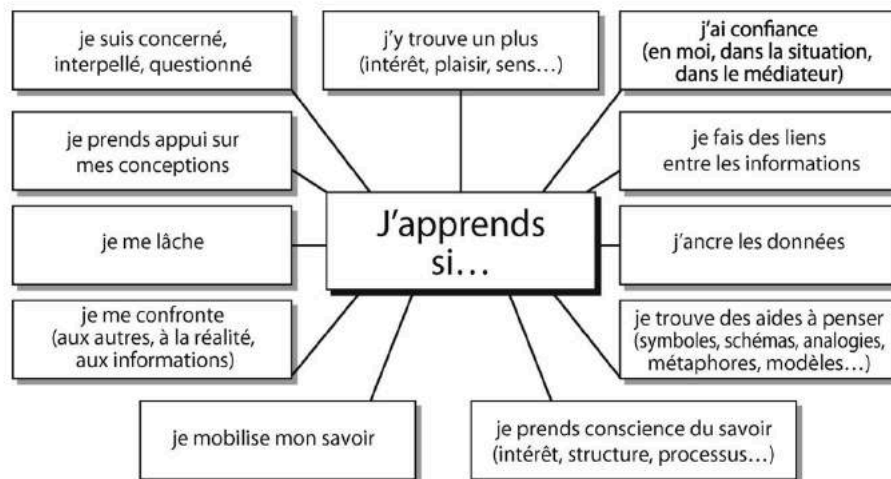 je suis concerné,
interpellé, questionné
j'y trouve un plus
(intérêt, plaisir, sens…)
j'ai confiance
(en moi, dans la situation,
dans le médiateur)
je prends appui sur
mes conceptions
je fais des liens
entre les informations
J'apprends
si…
je me lâche
j'ancre les données
je me confronte
(aux autres, à la réalité,
aux informations)
je trouve des aides à penser
(symboles, schémas, analogies,
métaphores, modèles…)
je mobilise mon savoir
je prends conscience du savoir
(intérêt, structure, processus…)